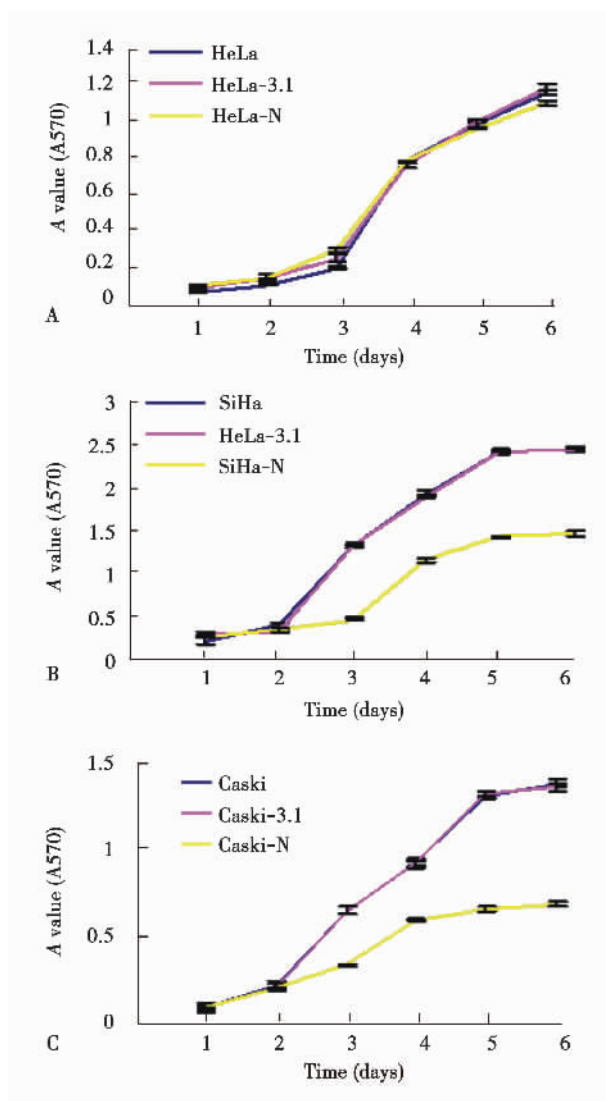 1.4
1.2
1
0.8
0.6
0.4
0.2
0
A value (A570)
HeLa
HeLa-3.1
HeLa-N
1 2 3 4 5 6
Time (days)
A
3
2.5
2
1.5
1
0.5
0
A value (A570)
SiHa
HeLa-3.1
SiHa-N
1 2 3 4 5 6
Time (days)
B
1.5
1
0.5
0
A value (A570)
Caski
Caski-3.1
Caski-N
1 2 3 4 5 6
Time (days)
C